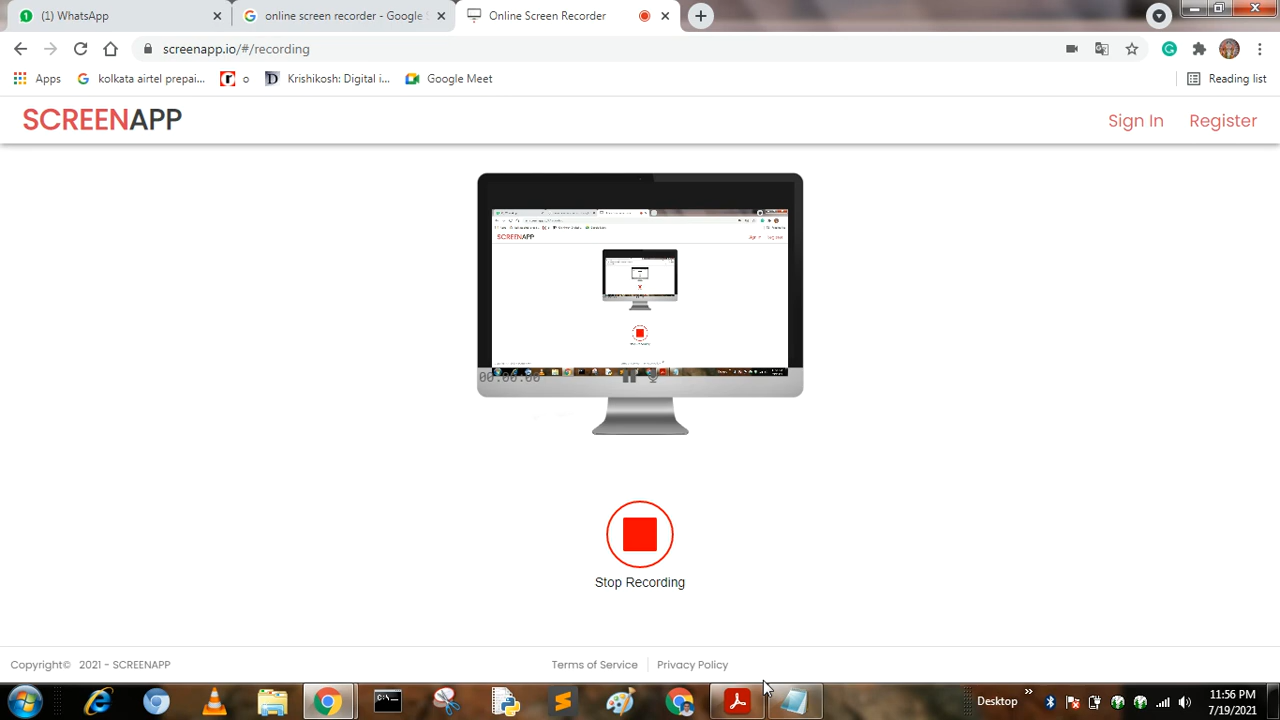 (1) WhatsApp
online screen recorder - Google S
Online Screen Recorder
screenapp.io/#/recording
Apps
kolkata airtel prepai...
o
Krishikosh: Digital i...
Google Meet
Reading list
SCREENAPP
Sign In
Register
SCREENAPP
Stop Recording
Copyright© 2021 - SCREENAPP
Terms of Service
Privacy Policy
Desktop
11:56 PM
7/19/2021